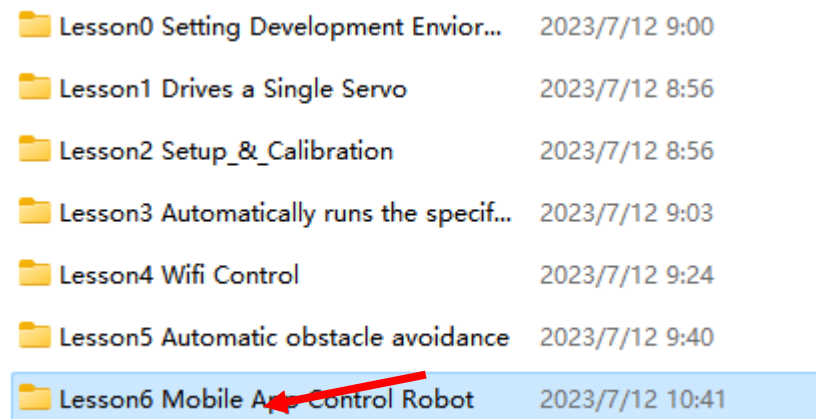 Lesson0 Setting Development Envior... 2023/7/12 9:00
Lesson1 Drives a Single Servo 2023/7/12 8:56
Lesson2 Setup_&_Calibration 2023/7/12 8:56
Lesson3 Automatically runs the specif... 2023/7/12 9:03
Lesson4 Wifi Control 2023/7/12 9:24
Lesson5 Automatic obstacle avoidance 2023/7/12 9:40
Lesson6 Mobile App Control Robot 2023/7/12 10:41